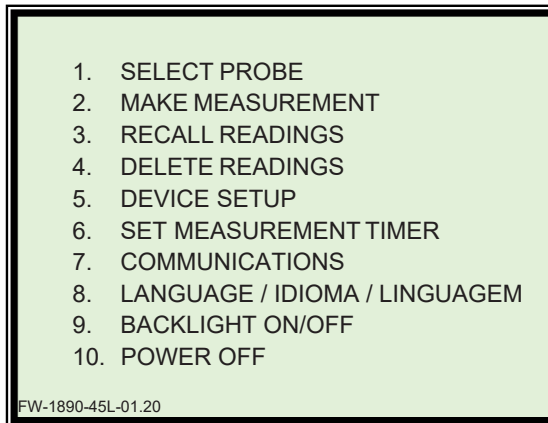 1. SELECT PROBE
2. MAKE MEASUREMENT
3. RECALL READINGS
4. DELETE READINGS
5. DEVICE SETUP
6. SET MEASUREMENT TIMER
7. COMMUNICATIONS
8. LANGUAGE / IDIOMA / LINGUAGEM
9. BACKLIGHT ON/OFF
10. POWER OFF
FW-1890-45L-01.20